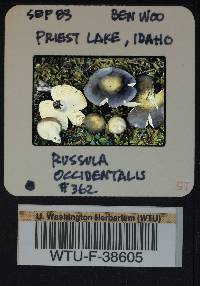 SEP 83 BEN WOO
PRIEST LAKE, IDAHO
RUSSULA
OCCIDENTALIS
#362
U. Washington Herbarium (WTU)
WTU-F-38605